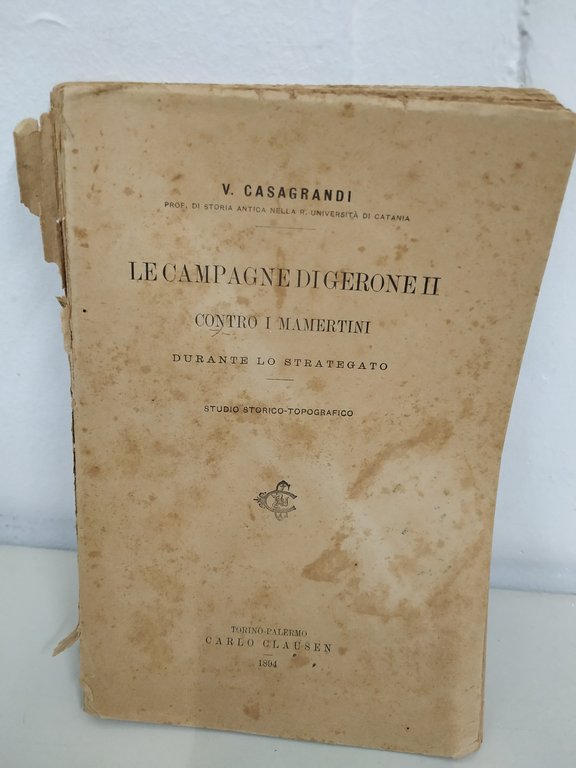 V. CASAGRANDI
PROF. DI STORIA ANTICA NELLA R. UNIVERSITÀ DI CATANIA
LE CAMPAGNE DI GERONE II
CONTRO I MAMERTINI
DURANTE LO STRATEGATO
STUDIO STORICO-TOPOGRAFICO
TORINO-PALERMO
CARLO CLAUSEN
1894